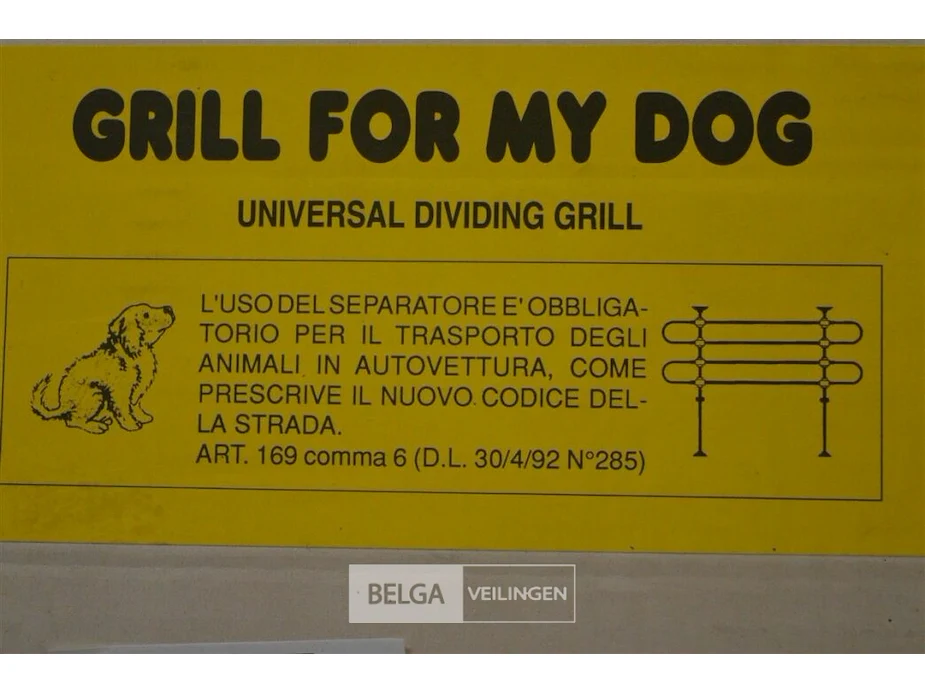 GRILL FOR MY DOG
UNIVERSAL DIVIDING GRILL
L'USO DEL SEPARATORE E' OBBLIGA-
TORIO PER IL TRASPORTO DEGLI
ANIMALI IN AUTOVETTURA, COME
PRESCRIVE IL NUOVO CODICE DEL-
LA STRADA.
ART. 169 comma 6 (D.L. 30/4/92 N°285)
BELGA VEILINGEN